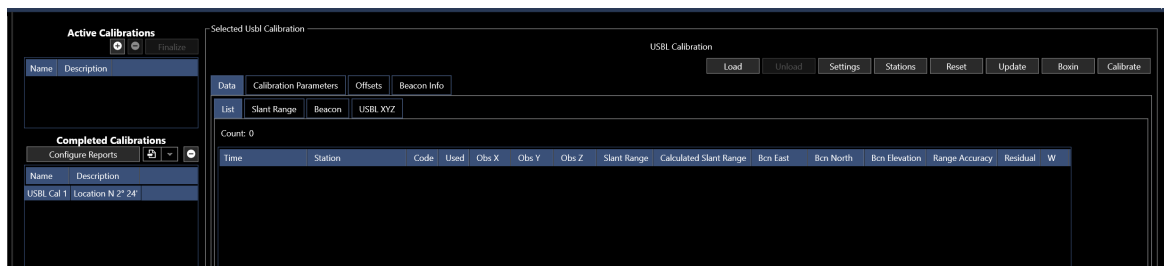 Active Calibrations
Finalize
Name Description
Completed Calibrations
Configure Reports
Name Description
USBL Cal 1 Location N 2° 24'
Selected Usbl Calibration
USBL Calibration
Load Unload Settings Stations Reset Update Boxin Calibrate
Data Calibration Parameters Offsets Beacon Info
List Slant Range Beacon USBL XYZ
Count: 0
Time Station Code Used Obs X Obs Y Obs Z Slant Range Calculated Slant Range Bcn East Bcn North Bcn Elevation Range Accuracy Residual W